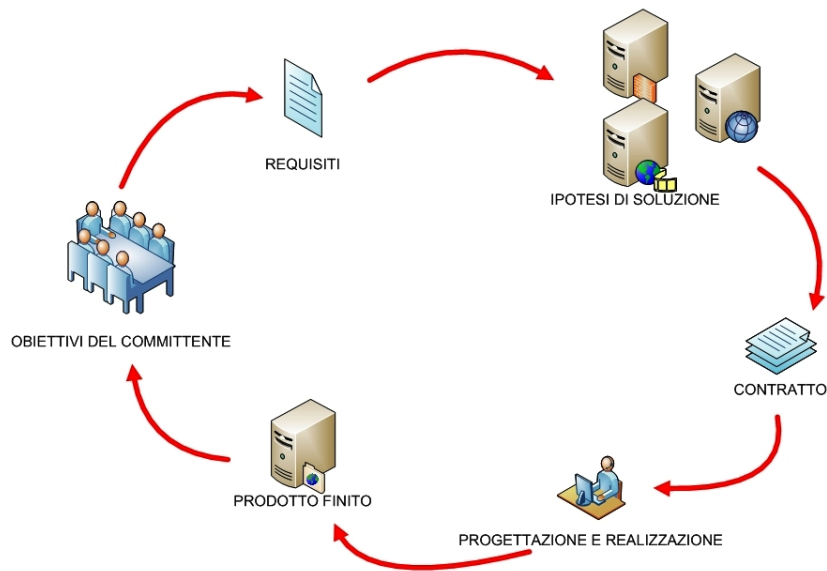 REQUISITI
IPOTESI DI SOLUZIONE
OBIETTIVI DEL COMMITTENTE
CONTRATTO
PRODOTTO FINITO
PROGETTAZIONE E REALIZZAZIONE